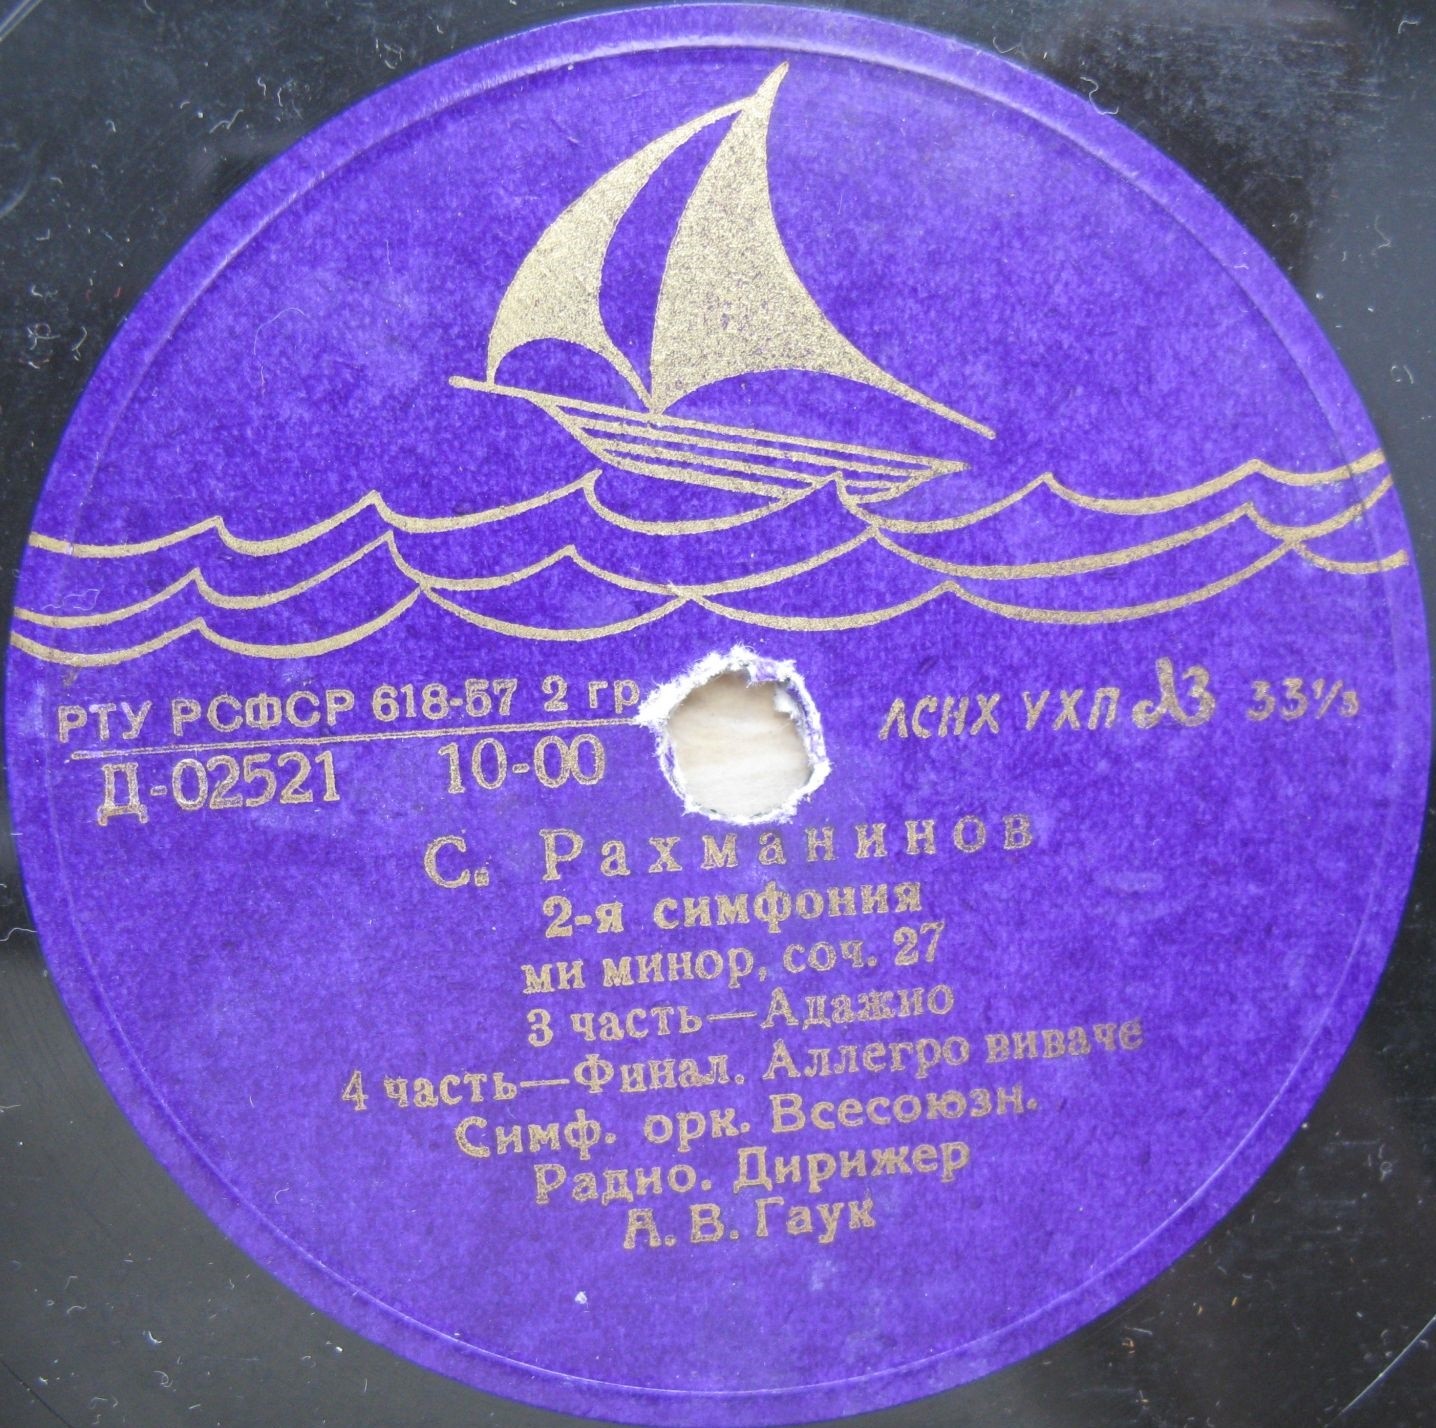 РТУ РСФСР 618-57 2 гр.
ЛСНХ УХП ЛЗ 33⅓
Д-02521 10-00
С. Рахманинов
2-я симфония
ми минор, соч. 27
3 часть—Адажио
4 часть—Финал. Аллегро виваче
Симф. орк. Всесоюзн.
Радио. Дирижер
А. В. Гаук